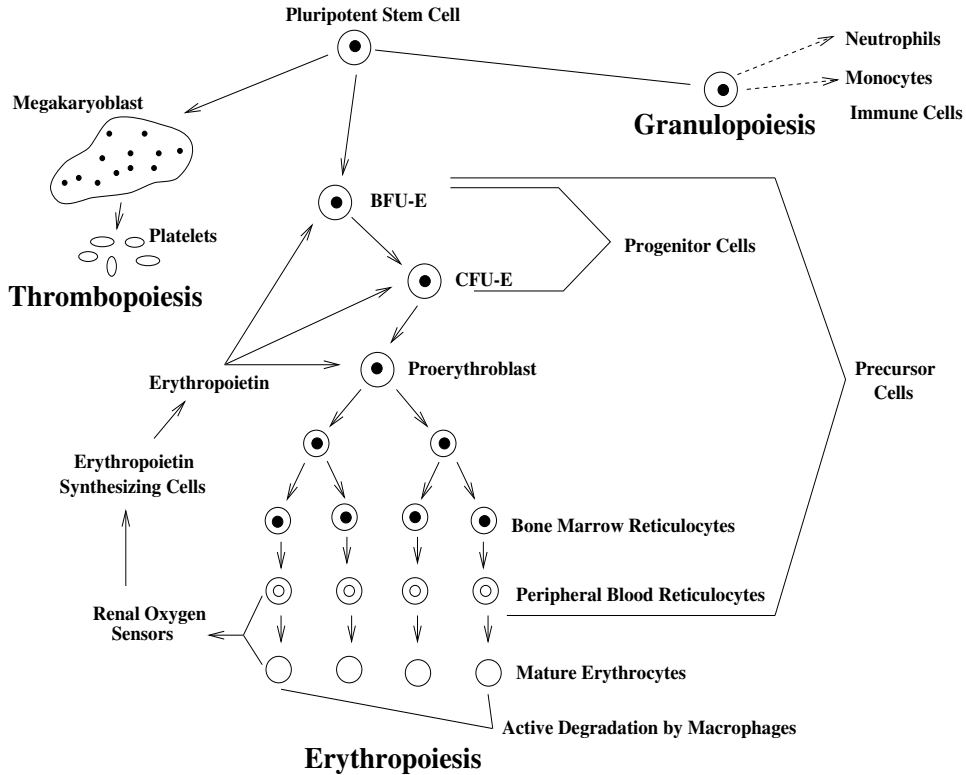 Pluripotent Stem Cell
Neutrophils
Monocytes
Immune Cells
Granulopoiesis
Megakaryoblast
Platelets
Thrombopoiesis
BFU-E
Progenitor Cells
CFU-E
Proerythroblast
Precursor
Cells
Erythropoietin
Erythropoietin
Synthesizing Cells
Bone Marrow Reticulocytes
Peripheral Blood Reticulocytes
Renal Oxygen
Sensors
Mature Erythrocytes
Active Degradation by Macrophages
Erythropoiesis